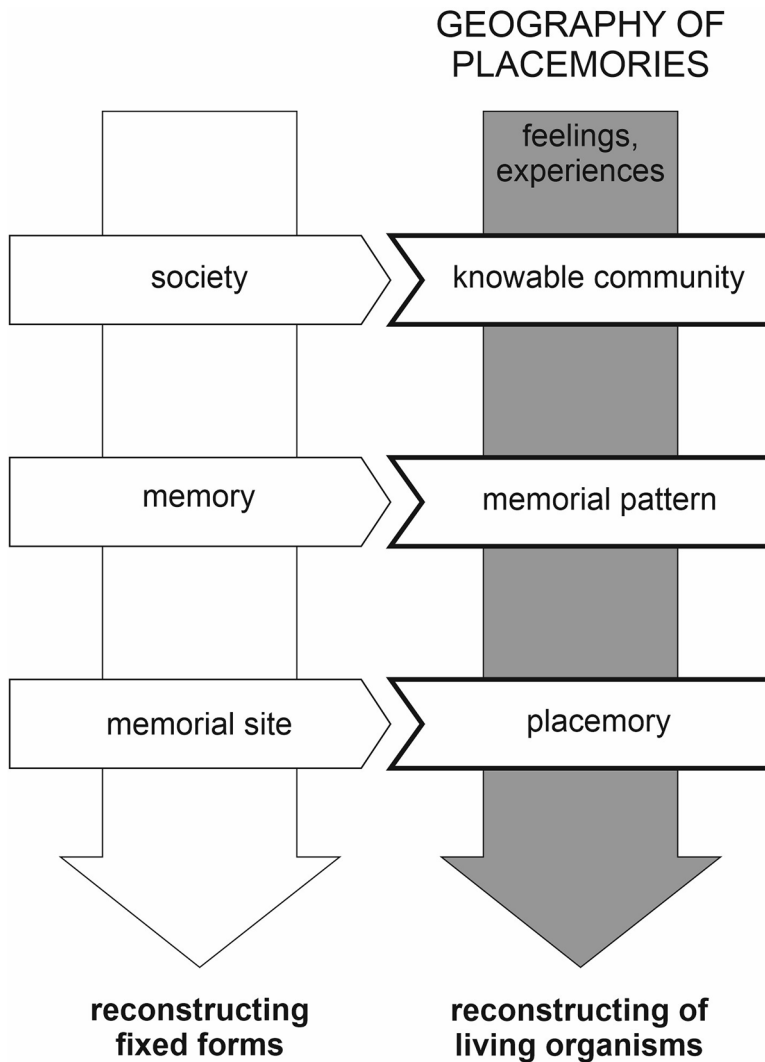 GEOGRAPHY OF
PLACEMORIES
feelings,
experiences
society
knowable community
memory
memorial pattern
memorial site
placemory
reconstructing
fixed forms
reconstructing of
living organisms